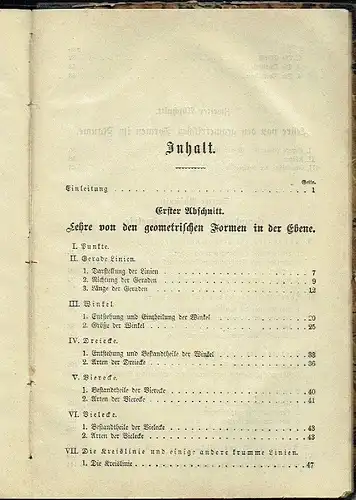 Inhalt.
Seite.
Einleitung 1
Erster Abschnitt.
Lehre von den geometrischen Formen in der Ebene.
I. Punkte.
II. Gerade Linien.
1. Darstellung der Linien 7
2. Richtung der Geraden 9
3. Länge der Geraden 12
III. Winkel
1. Entstehung und Eintheilung der Winkel 20
2. Größe der Winkel 25
IV. Dreiecke.
1. Entstehung und Bestandtheile der Winkel 33
2. Arten der Dreiecke 36
V. Vierecke.
1. Bestandtheile der Vierecke 40
2. Arten der Vierecke 41
VI. Vielecke.
1. Bestandtheile der Vielecke 43
2. Arten der Vielecke 43
VII. Die Kreislinie und einige andere krumme Linien.
1. Die Kreislinie 47